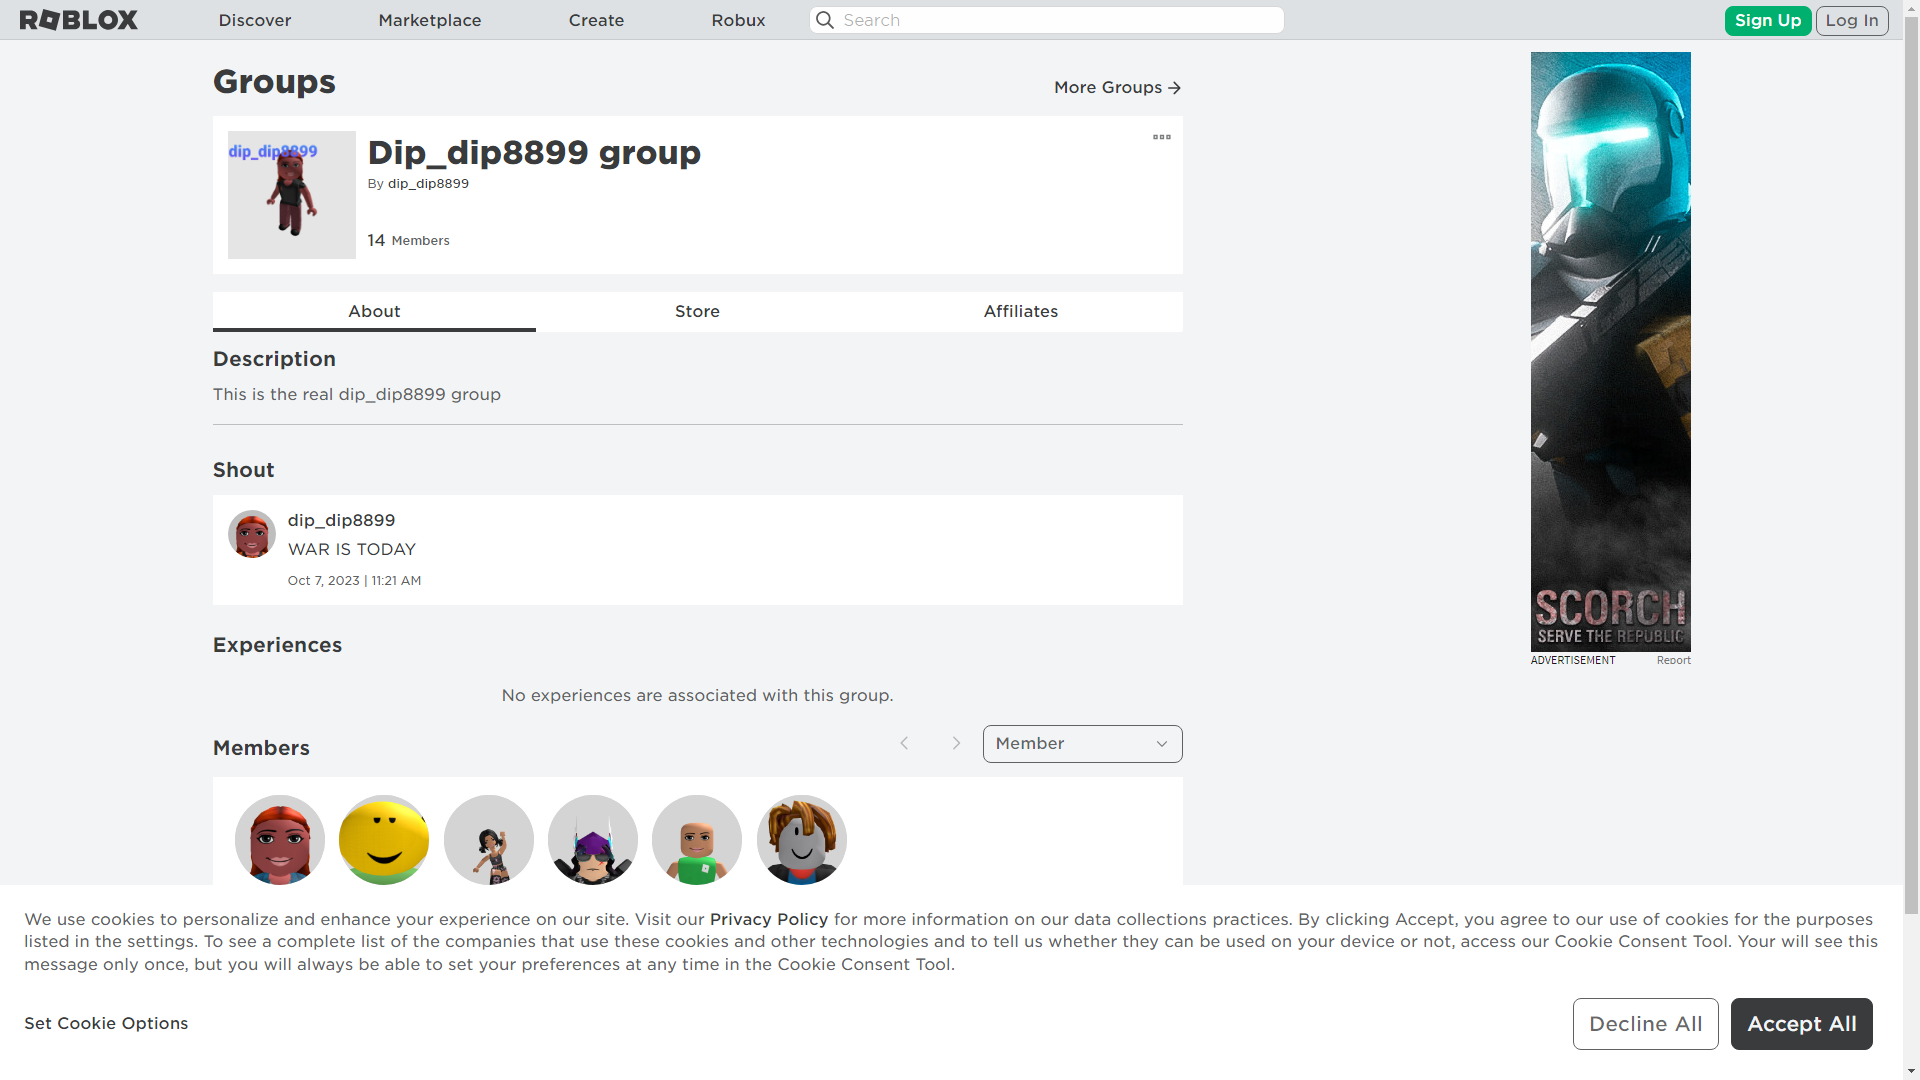 ROBLOX
Discover
Marketplace
Create
Robux
Search
Sign Up
Log In
Groups
More Groups
dip_dip8899
Dip_dip8899 group
By dip_dip8899
14 Members
About
Store
Affiliates
Description
This is the real dip_dip8899 group
Shout
dip_dip8899
WAR IS TODAY
Oct 7, 2023 | 11:21 AM
Experiences
No experiences are associated with this group.
Members
Member
SCORCH
SERVE THE REPUBLIC
ADVERTISEMENT
Report
We use cookies to personalize and enhance your experience on our site. Visit our Privacy Policy for more information on our data collections practices. By clicking Accept, you agree to our use of cookies for the purposes
listed in the settings. To see a complete list of the companies that use these cookies and other technologies and to tell us whether they can be used on your device or not, access our Cookie Consent Tool. Your will see this
message only once, but you will always be able to set your preferences at any time in the Cookie Consent Tool.
Set Cookie Options
Decline All
Accept All